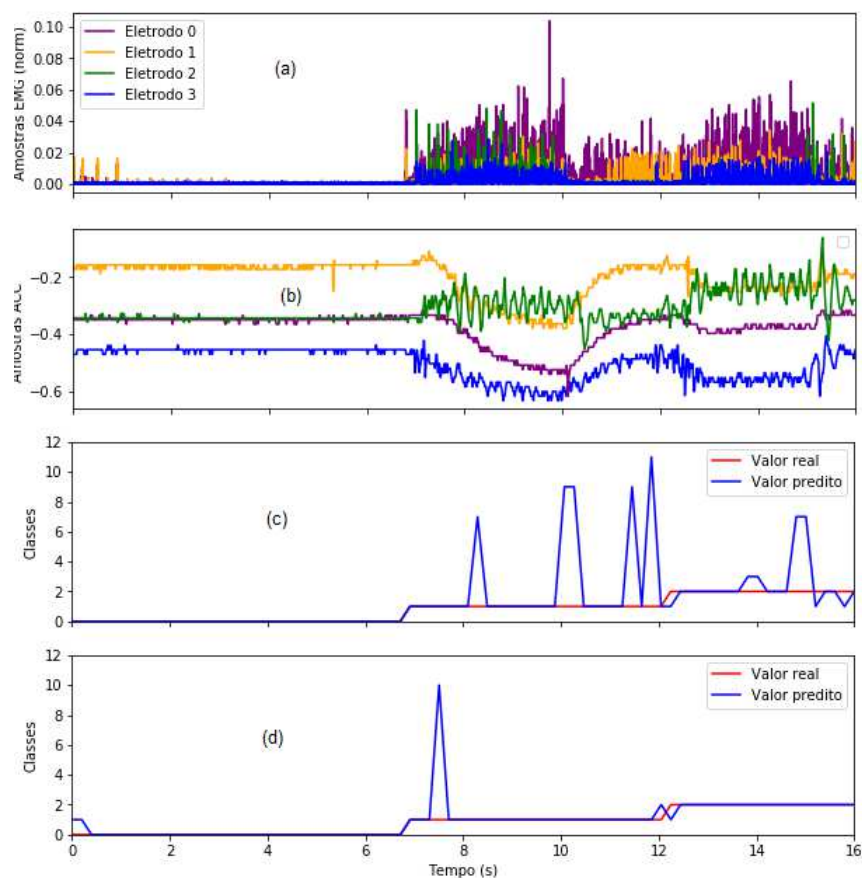 Amostras EMG (norm)
0.10
0.08
0.06
0.04
0.02
0.00
Eletrodo 0
Eletrodo 1
Eletrodo 2
Eletrodo 3
(a)
Amostras ACC
−0.2
−0.4
−0.6
(b)
Classes
12
10
8
6
4
2
0
(c)
Valor real
Valor predito
Classes
12
10
8
6
4
2
0
(d)
Valor real
Valor predito
0 2 4 6 8 10 12 14 16
Tempo (s)